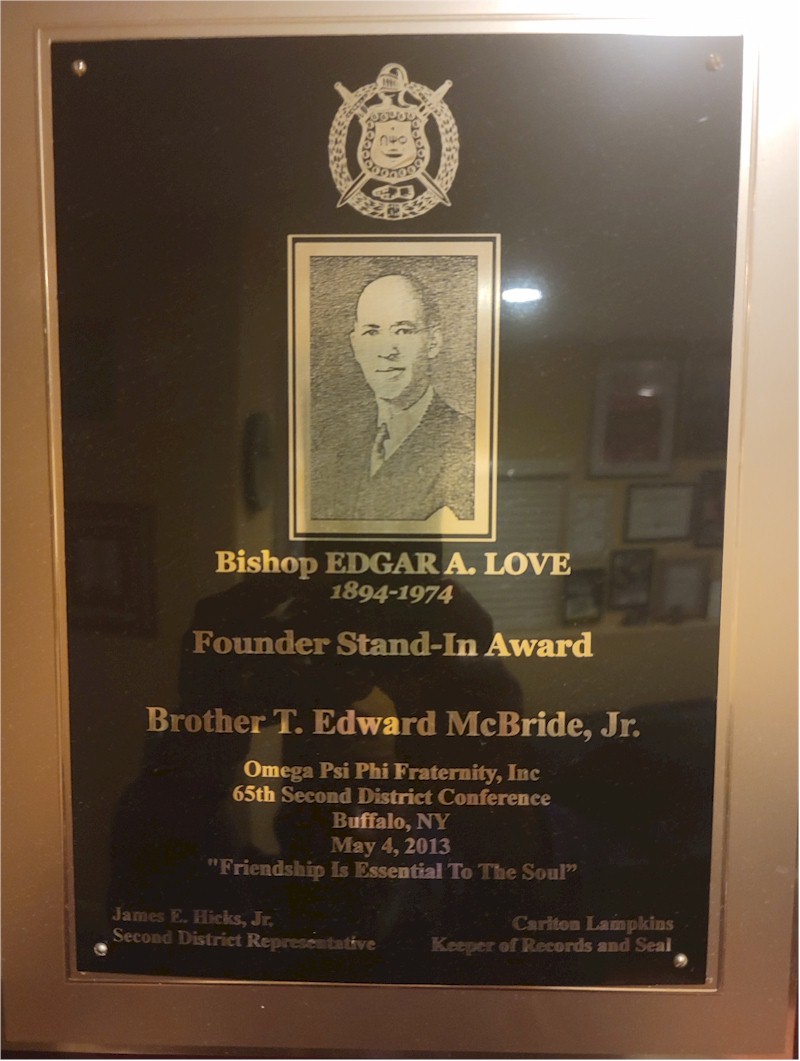 ΩΨΦ
Bishop EDGAR A. LOVE
1894-1974
Founder Stand-In Award
Brother T. Edward McBride, Jr.
Omega Psi Phi Fraternity, Inc
65th Second District Conference
Buffalo, NY
May 4, 2013
"Friendship Is Essential To The Soul”
James E. Hicks, Jr,
Second District Representative
Carlton Lampkins
Keeper of Records and Seal